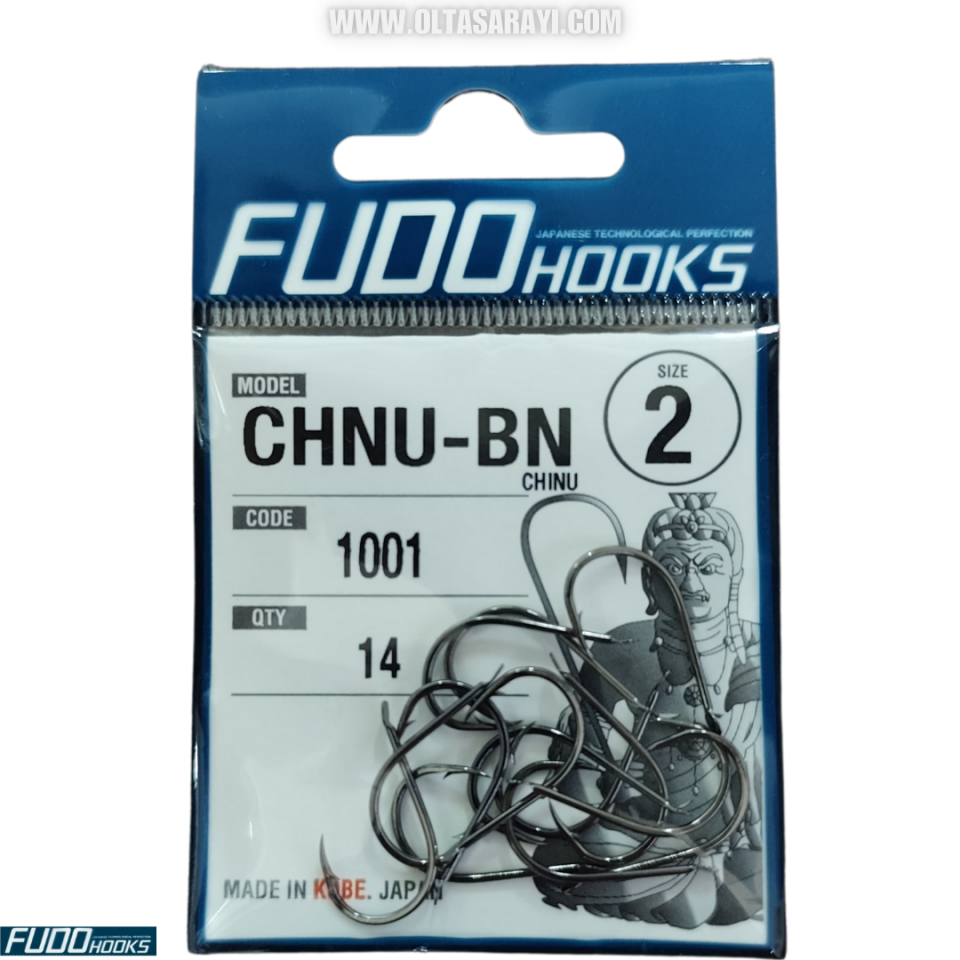 WWW.OLTASARAYI.COM
FUDO HOOKS
JAPANESE TECHNOLOGICAL PERFECTION
MODEL
CHNU-BN
CHINU
SIZE
2
CODE
1001
QTY
14
MADE IN KOBE. JAPAN
FUDO HOOKS